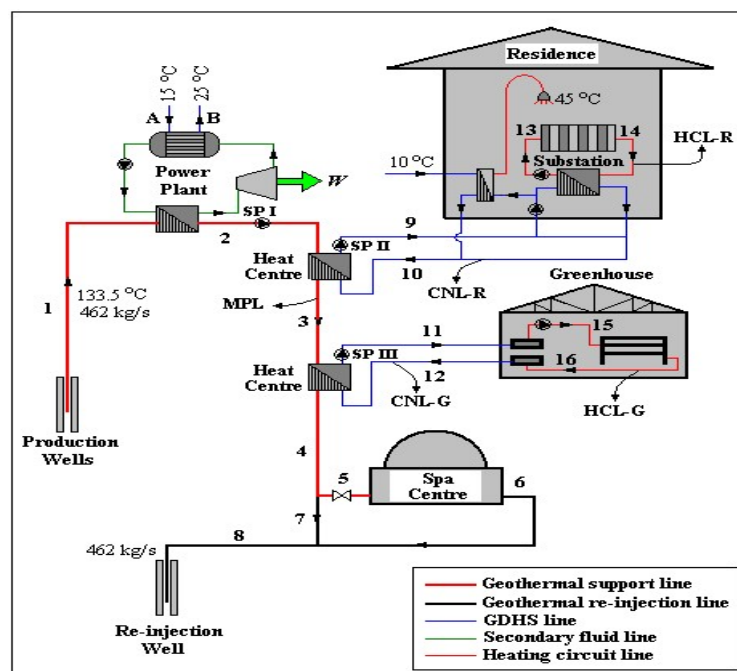 Residence
15 °C
25 °C
A
B
45 °C
13
14
HCL-R
Power
Plant
W
10 °C
Substation
SP I
2
9
SP II
Heat
Centre
10
CNL-R
Greenhouse
1
133.5 °C
462 kg/s
MPL
3
11
15
SP III
Heat
Centre
12
16
CNL-G
HCL-G
Production
Wells
4
5
Spa
Centre
6
7
8
462 kg/s
Re-injection
Well
Geothermal support line
Geothermal re-injection line
GDHS line
Secondary fluid line
Heating circuit line